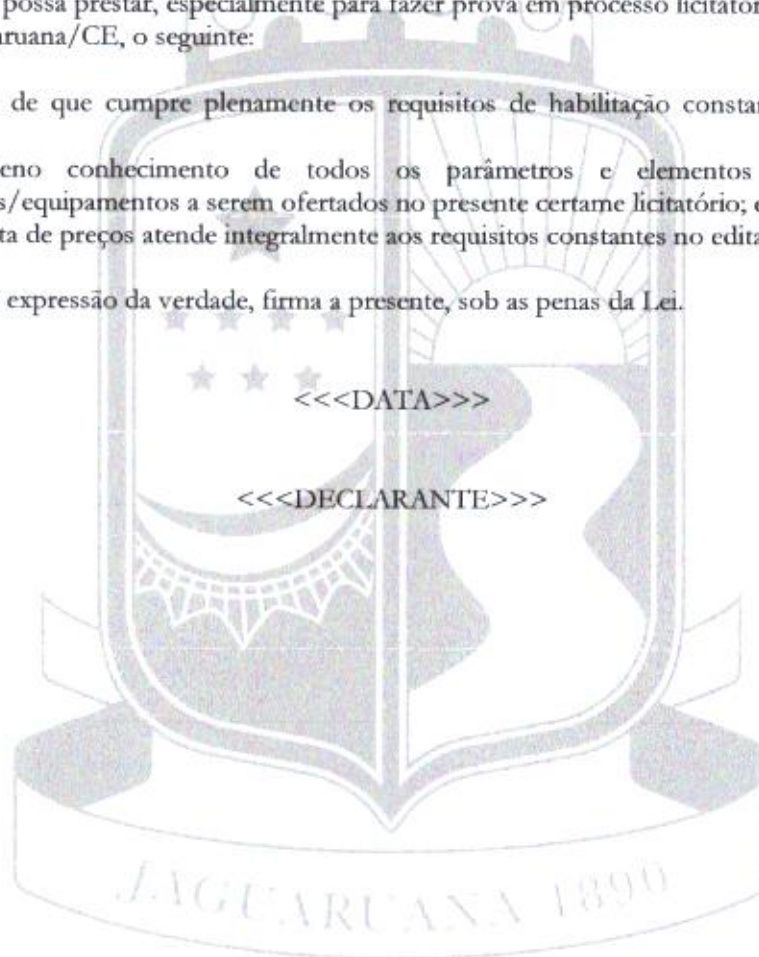 possa prestar, especialmente para fazer prova em processo licitatór
aruana/CE, o seguinte:
de que cumpre plenamente os requisitos de habilitação consta
eno conhecimento de todos os parâmetros e elementos
s/equipamentos a serem ofertados no presente certame licitatório; e
ta de preços atende integralmente aos requisitos constantes no edita
expressão da verdade, firma a presente, sob as penas da Lei.
<<<DATA>>>
<<<DECLARANTE>>>
JAGUARUANA 1890